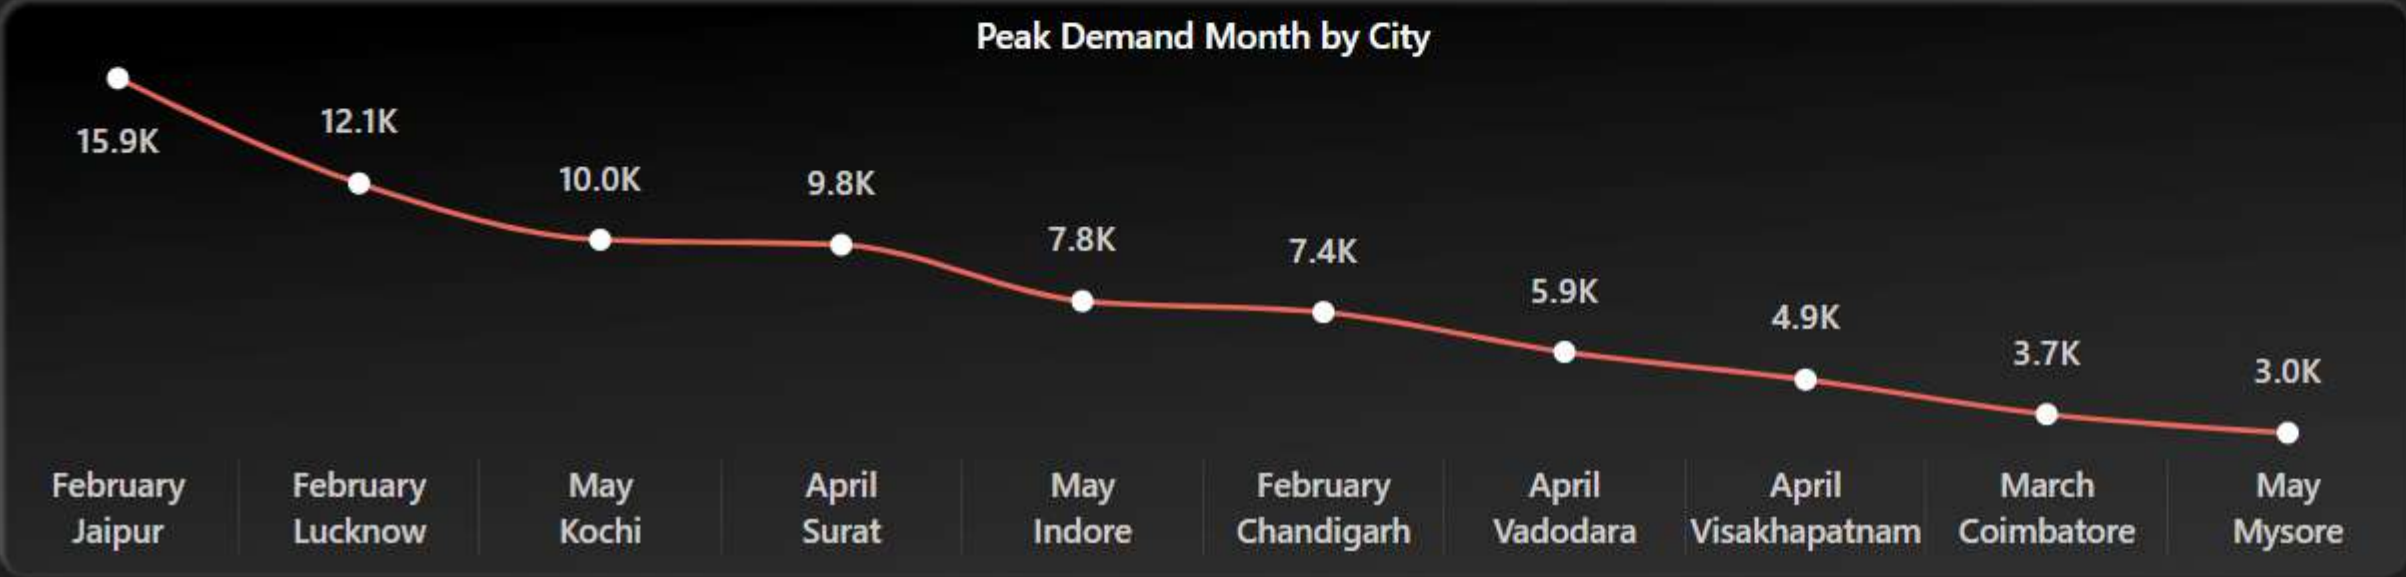 Peak Demand Month by City
15.9K
12.1K
10.0K
9.8K
7.8K
7.4K
5.9K
4.9K
3.7K
3.0K
February
Jaipur
February
Lucknow
May
Kochi
April
Surat
May
Indore
February
Chandigarh
April
Vadodara
April
Visakhapatnam
March
Coimbatore
May
Mysore